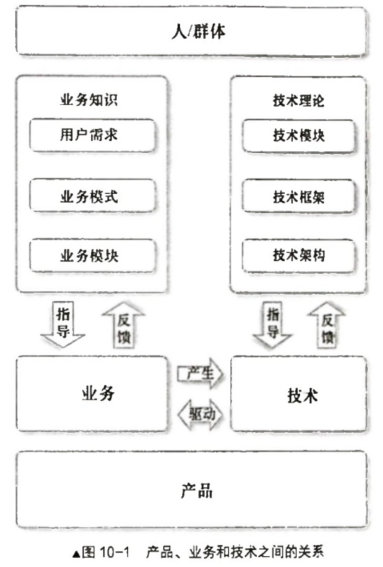 人/群体
业务知识
用户需求
业务模式
业务模块
技术理论
技术模块
技术框架
技术架构
指导
反馈
指导
反馈
业务
产生
驱动
技术
产品
▲图 10-1 产品、业务和技术之间的关系